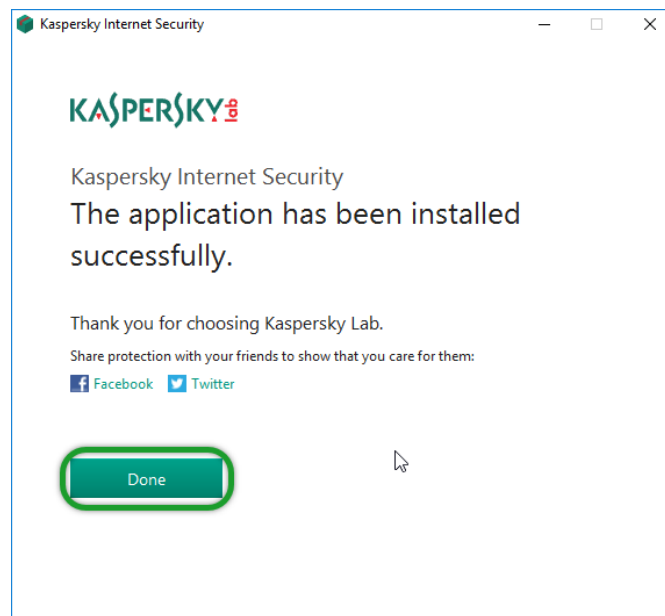 Kaspersky Internet Security
KASPERSKY lab
Kaspersky Internet Security
The application has been installed
successfully.
Thank you for choosing Kaspersky Lab.
Share protection with your friends to show that you care for them:
Facebook Twitter
Done